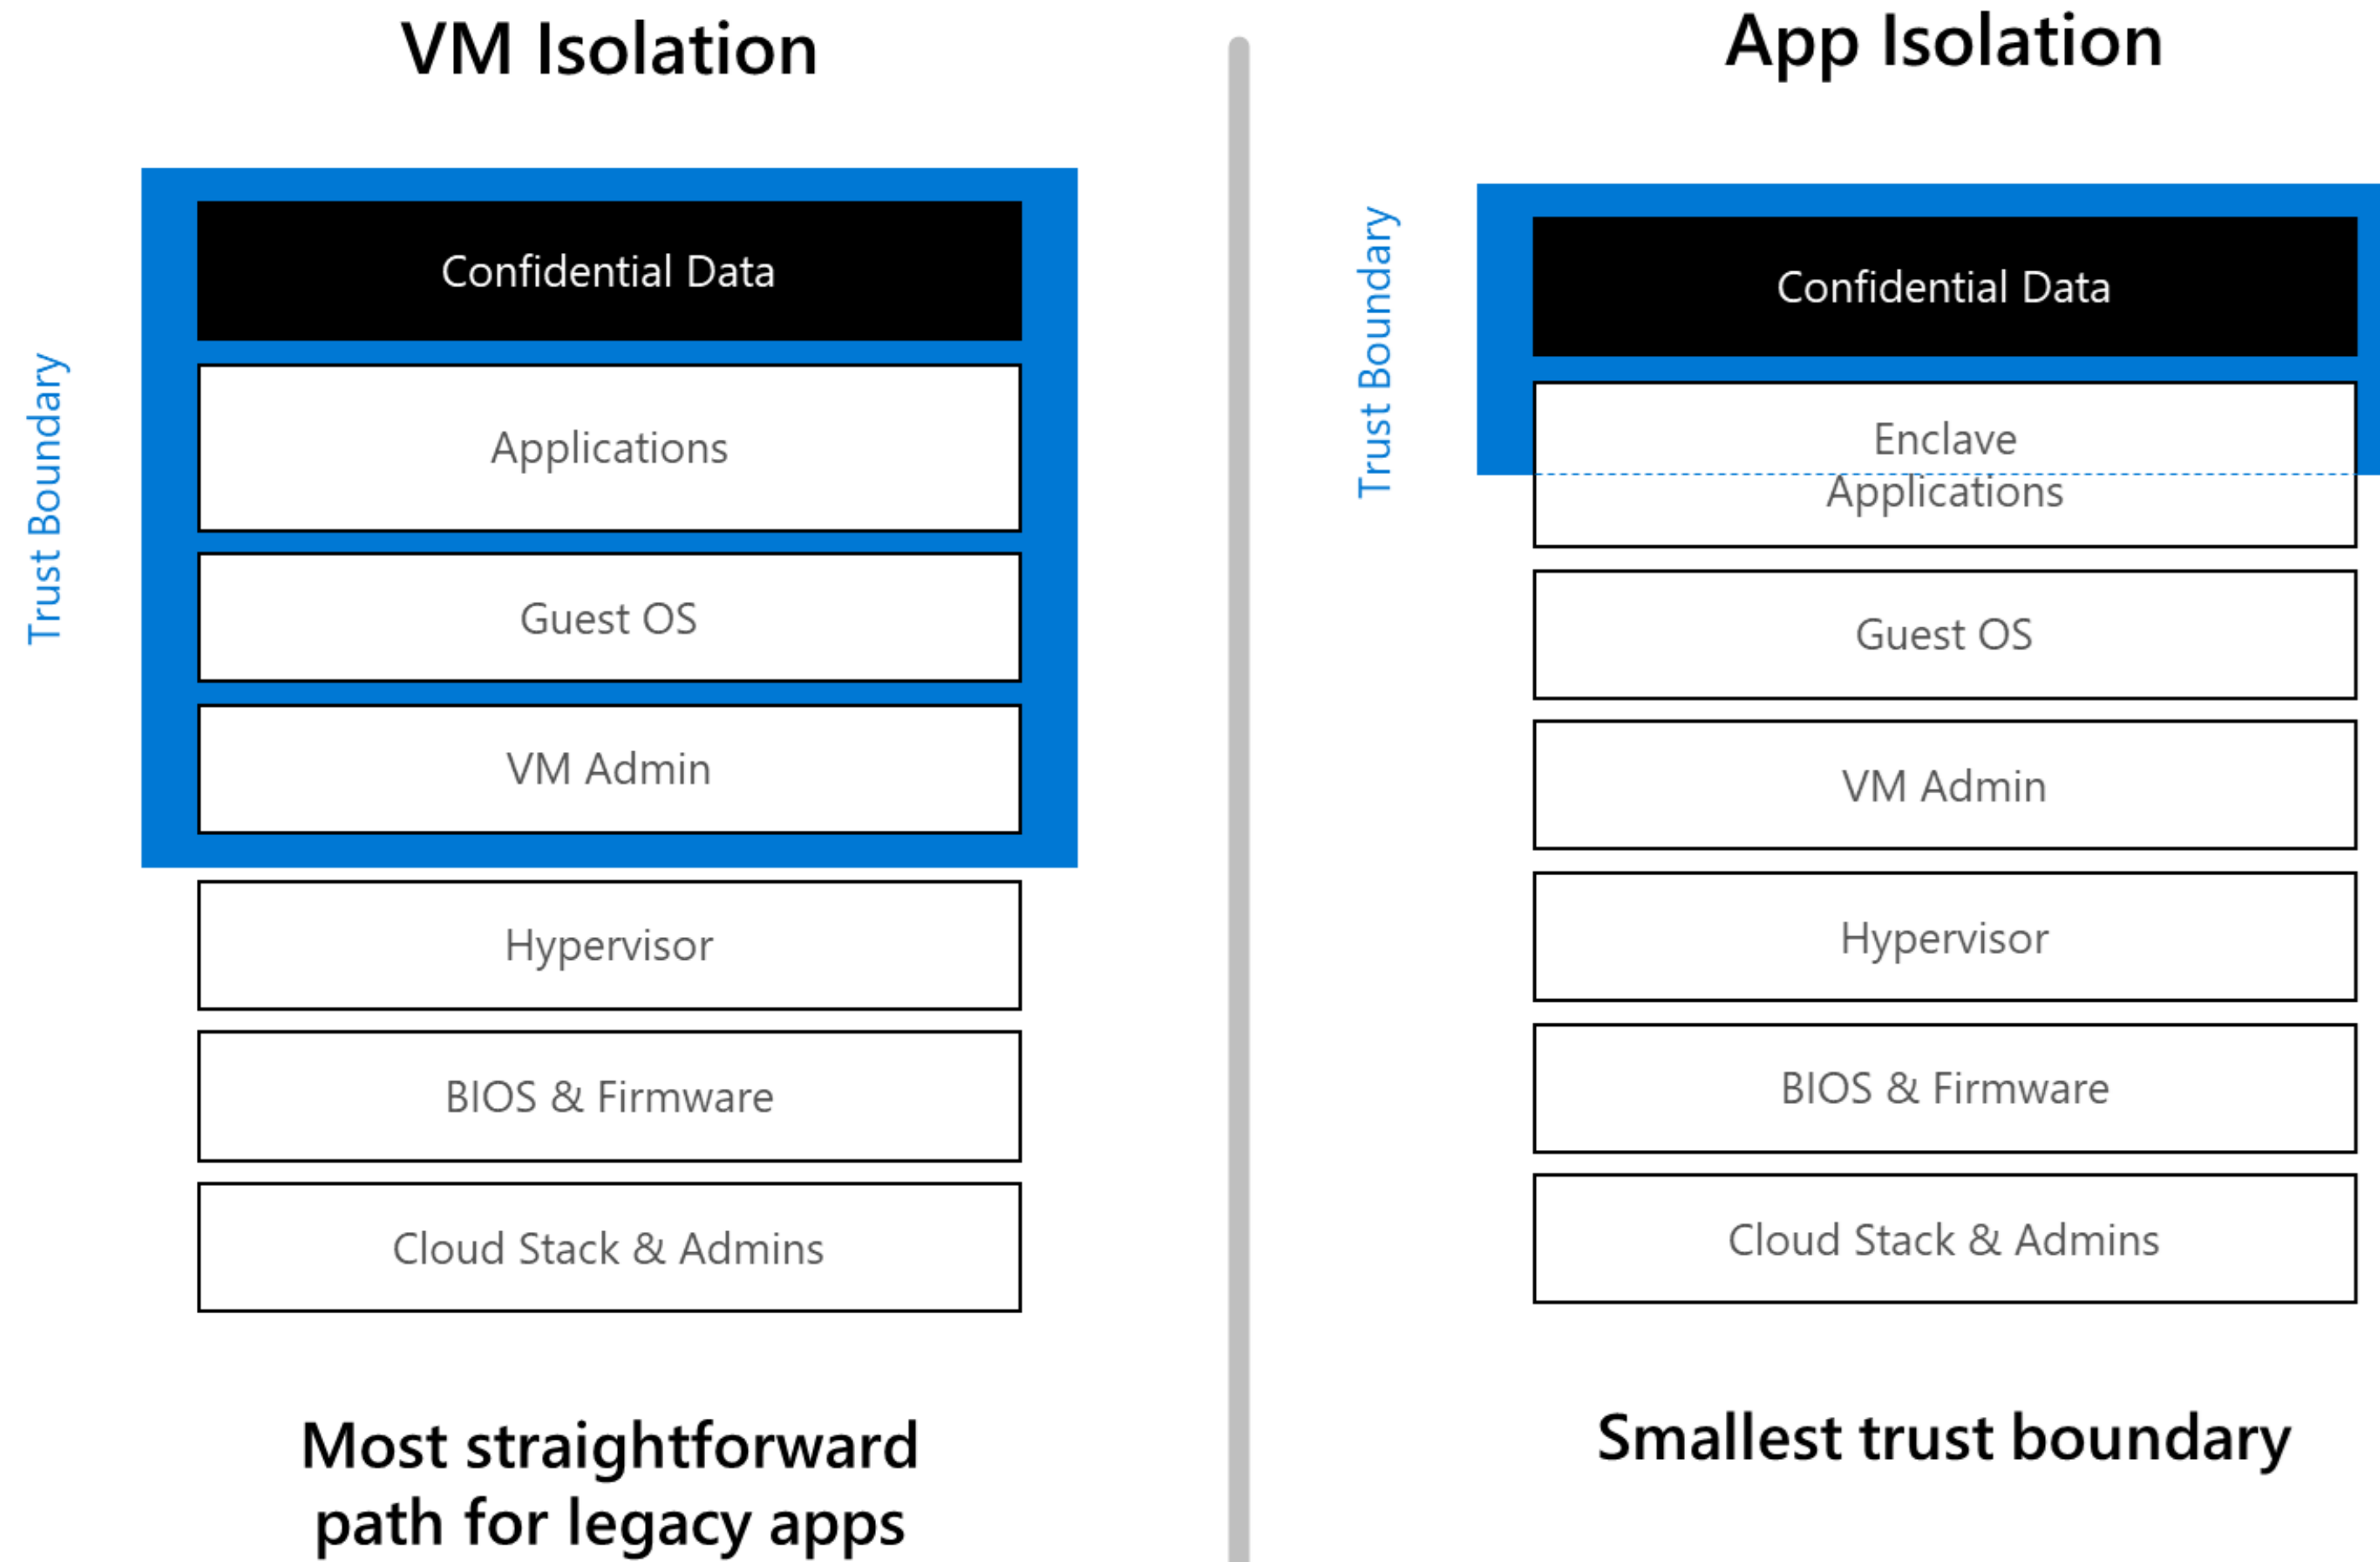 VM Isolation
Trust Boundary
Confidential Data
Applications
Guest OS
VM Admin
Hypervisor
BIOS & Firmware
Cloud Stack & Admins
Most straightforward
path for legacy apps
App Isolation
Trust Boundary
Confidential Data
Enclave
Applications
Guest OS
VM Admin
Hypervisor
BIOS & Firmware
Cloud Stack & Admins
Smallest trust boundary